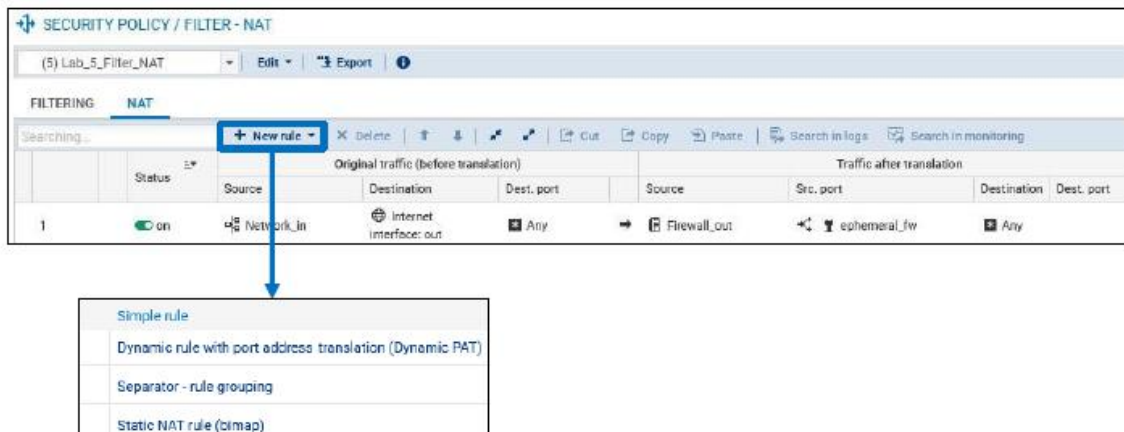 SECURITY POLICY / FILTER - NAT
(5) Lab_5_Filter_NAT Edit Export
FILTERING NAT
Searching... + New rule × Delete Cut Copy Paste Search in logs Search in monitoring
Original traffic (before translation) Traffic after translation
Status Source Destination Dest. port Source Src. port Destination Dest. port
1 on Network_in Internet interface: out Any → Firewall_out ephemeral_fw Any
Simple rule
Dynamic rule with port address translation (Dynamic PAT)
Separator - rule grouping
Static NAT rule (bimap)